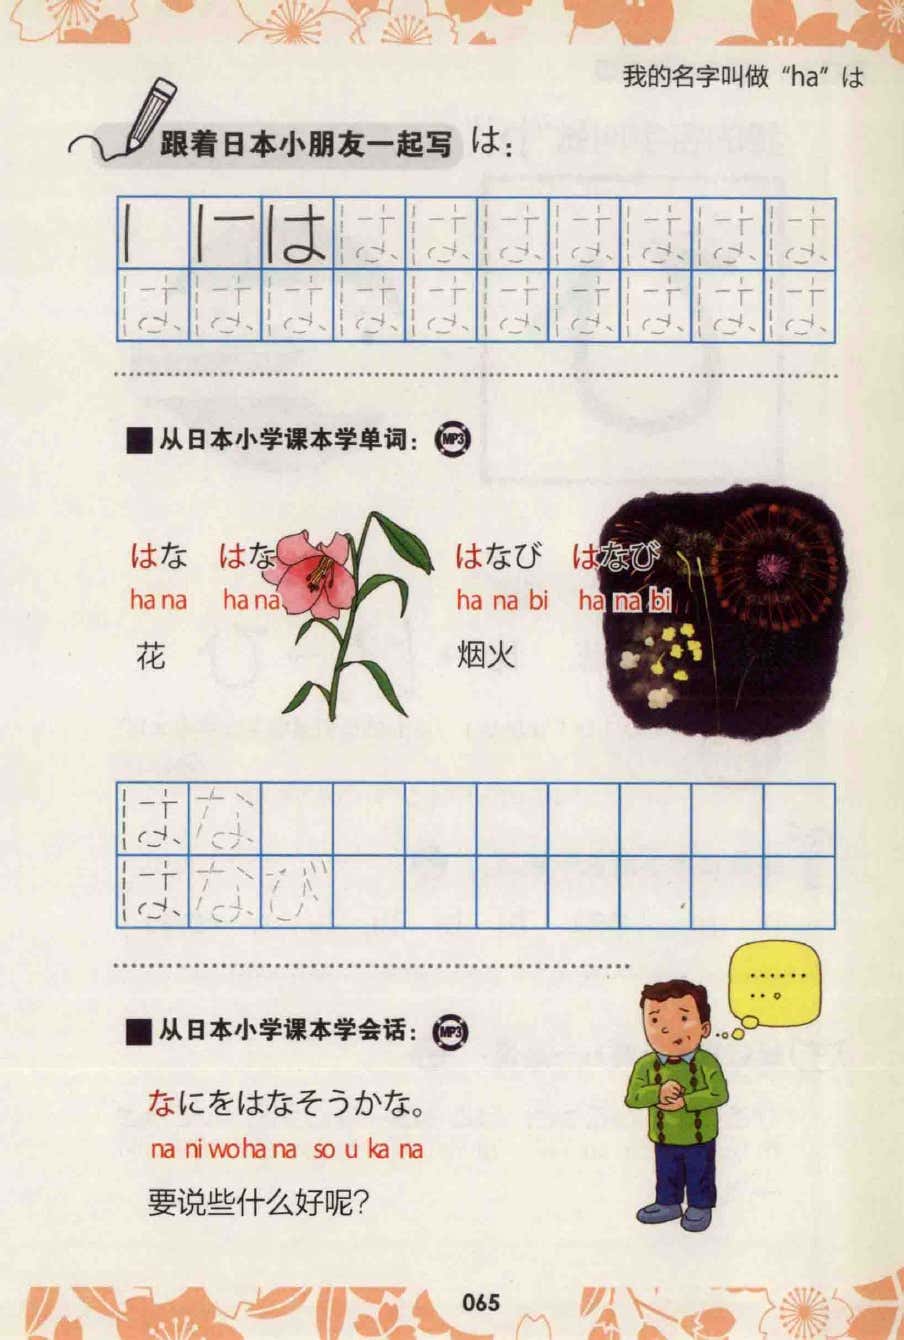 我的名字叫做“ha”は
跟着日本小朋友一起写 は:
は は は は は は は
は は は は は は は は は は
■从日本小学课本学单词： MP3
はな はな はなび はなび
ha na ha na ha na bi ha na bi
花 烟火
はな
はなび
■从日本小学课本学会话： MP3
なにをはなそうかな。
na ni wo ha na so u ka na
要说些什么好呢?
065